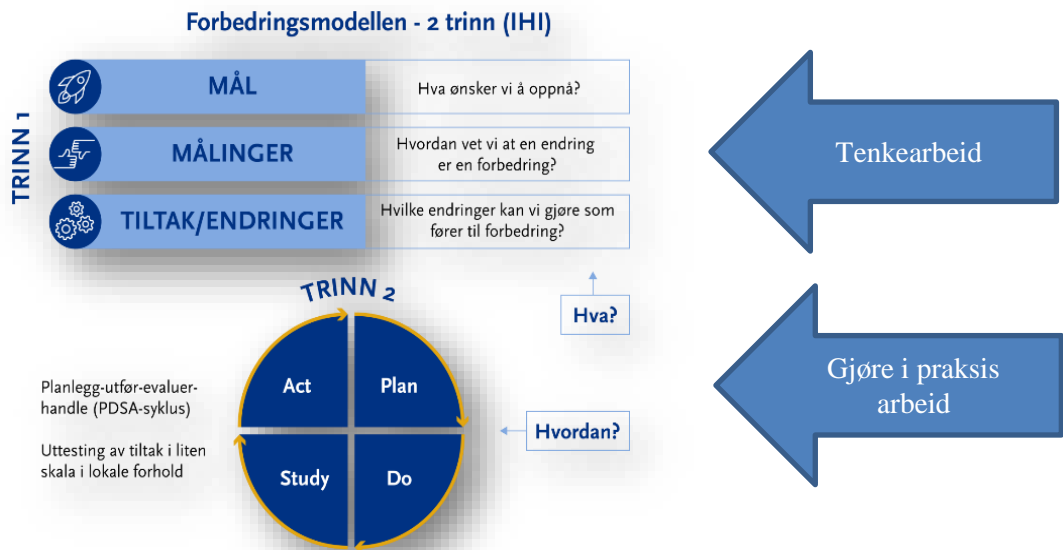 Forbedringsmodellen - 2 trinn (IHI)
TRINN 1
MÅL
Hva ønsker vi å oppnå?
MÅLINGER
Hvordan vet vi at en endring
er en forbedring?
TILTAK/ENDRINGER
Hvilke endringer kan vi gjøre som
fører til forbedring?
Tenkearbeid
Hva?
TRINN 2
Act
Plan
Study
Do
Planlegg-utfør-evaluer-
handle (PDSA-syklus)
Uttesting av tiltak i liten
skala i lokale forhold
Hvordan?
Gjøre i praksis
arbeid